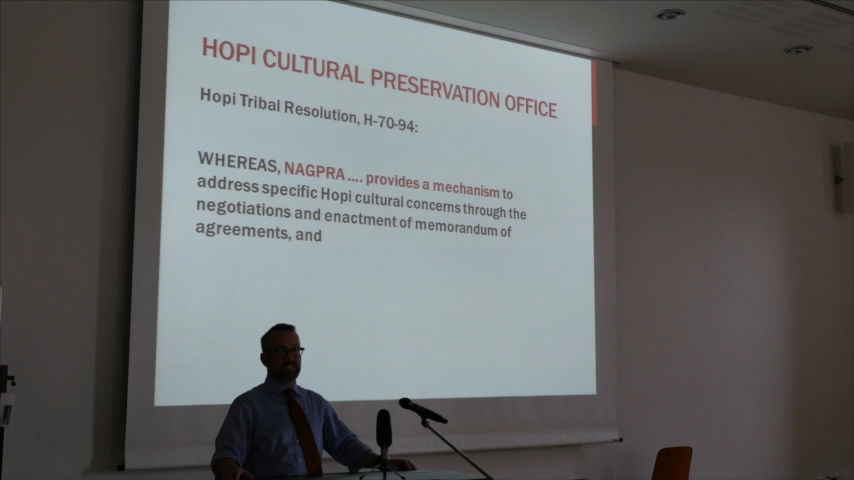 HOPI CULTURAL PRESERVATION OFFICE
Hopi Tribal Resolution, H-70-94:
WHEREAS, NAGPRA .... provides a mechanism to
address specific Hopi cultural concerns through the
negotiations and enactment of memorandum of
agreements, and